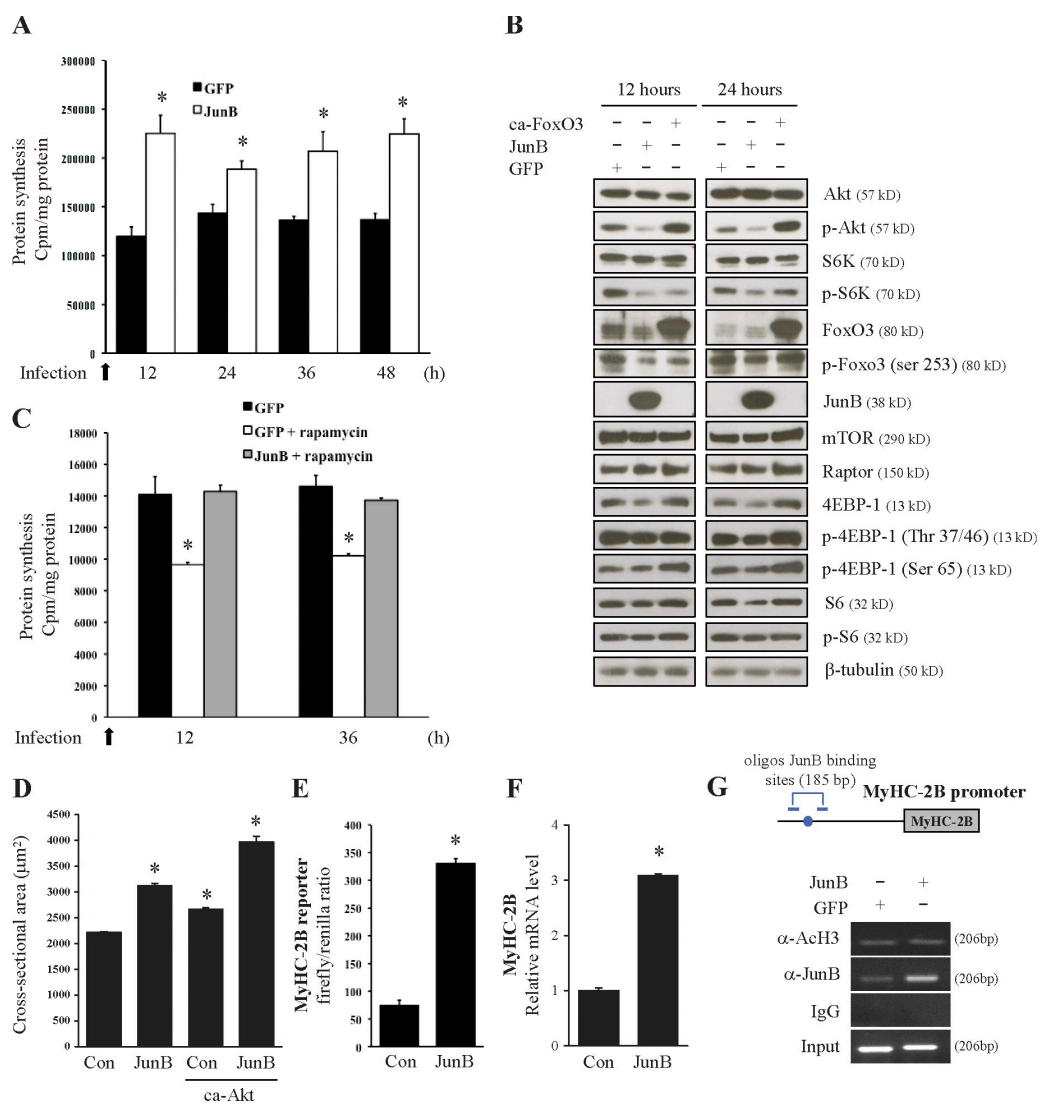 A
Protein synthesis
Cpm/mg protein
300000
250000
200000
150000
100000
50000
0
GFP
JunB
* * * *
Infection 12 24 36 48 (h)
B
12 hours 24 hours
ca-FoxO3 – – + – – +
JunB – + – – + –
GFP + – – + – –
Akt (57 kD)
p-Akt (57 kD)
S6K (70 kD)
p-S6K (70 kD)
FoxO3 (80 kD)
p-Foxo3 (ser 253) (80 kD)
JunB (38 kD)
mTOR (290 kD)
Raptor (150 kD)
4EBP-1 (13 kD)
p-4EBP-1 (Thr 37/46) (13 kD)
p-4EBP-1 (Ser 65) (13 kD)
S6 (32 kD)
p-S6 (32 kD)
β-tubulin (50 kD)
C
Protein synthesis
Cpm/mg protein
18000
16000
14000
12000
10000
8000
6000
4000
2000
0
GFP
GFP + rapamycin
JunB + rapamycin
* *
Infection 12 36 (h)
D
Cross-sectional area (µm²)
4500
4000
3500
3000
2500
2000
1500
1000
500
0
* * *
Con JunB Con JunB
ca-Akt
E
MyHC-2B reporter
firefly/renilla ratio
400
350
300
250
200
150
100
50
0
*
Con JunB
F
MyHC-2B
Relative mRNA level
4
3
2
1
0
*
Con JunB
G
oligos JunB binding
sites (185 bp)
MyHC-2B promoter
MyHC-2B
JunB – +
GFP + –
α-AcH3 (206bp)
α-JunB (206bp)
IgG
Input (206bp)